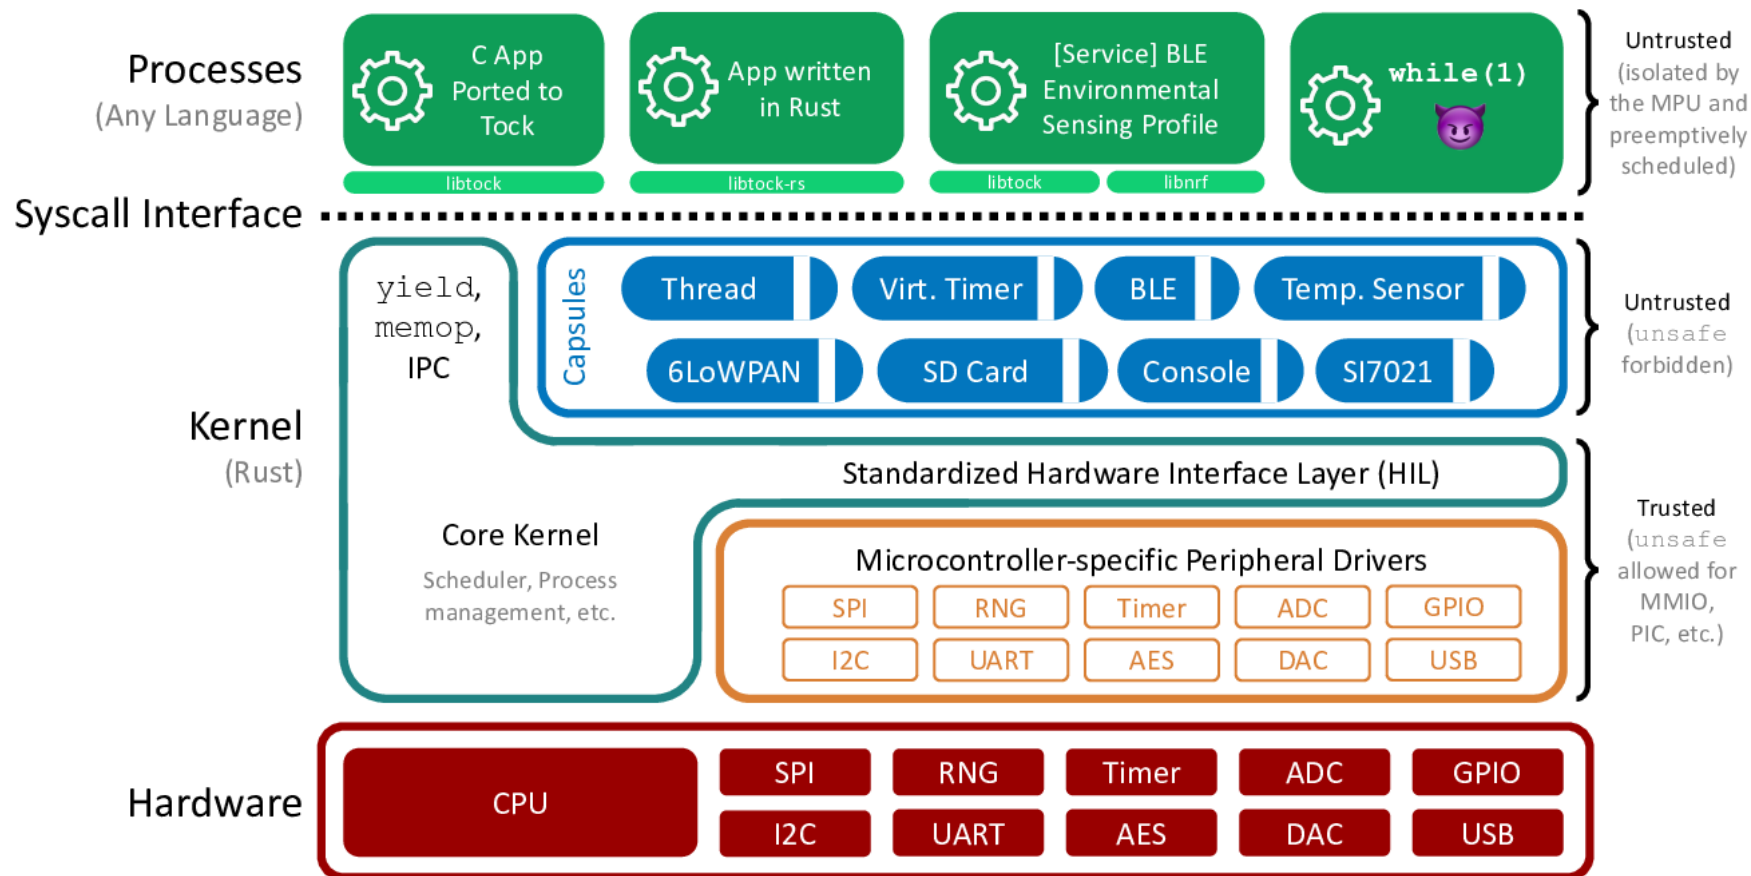 Processes
(Any Language)
C App
Ported to
Tock
libtock
App written
in Rust
libtock-rs
[Service] BLE
Environmental
Sensing Profile
libtock
libnrf
while(1)
Untrusted
(isolated by
the MPU and
preemptively
scheduled)
Syscall Interface
Kernel
(Rust)
yield,
memop,
IPC
Capsules
Thread
Virt. Timer
BLE
Temp. Sensor
6LoWPAN
SD Card
Console
SI7021
Untrusted
(unsafe
forbidden)
Standardized Hardware Interface Layer (HIL)
Core Kernel
Scheduler, Process
management, etc.
Microcontroller-specific Peripheral Drivers
SPI
RNG
Timer
ADC
GPIO
I2C
UART
AES
DAC
USB
Trusted
(unsafe
allowed for
MMIO,
PIC, etc.)
Hardware
CPU
SPI
RNG
Timer
ADC
GPIO
I2C
UART
AES
DAC
USB